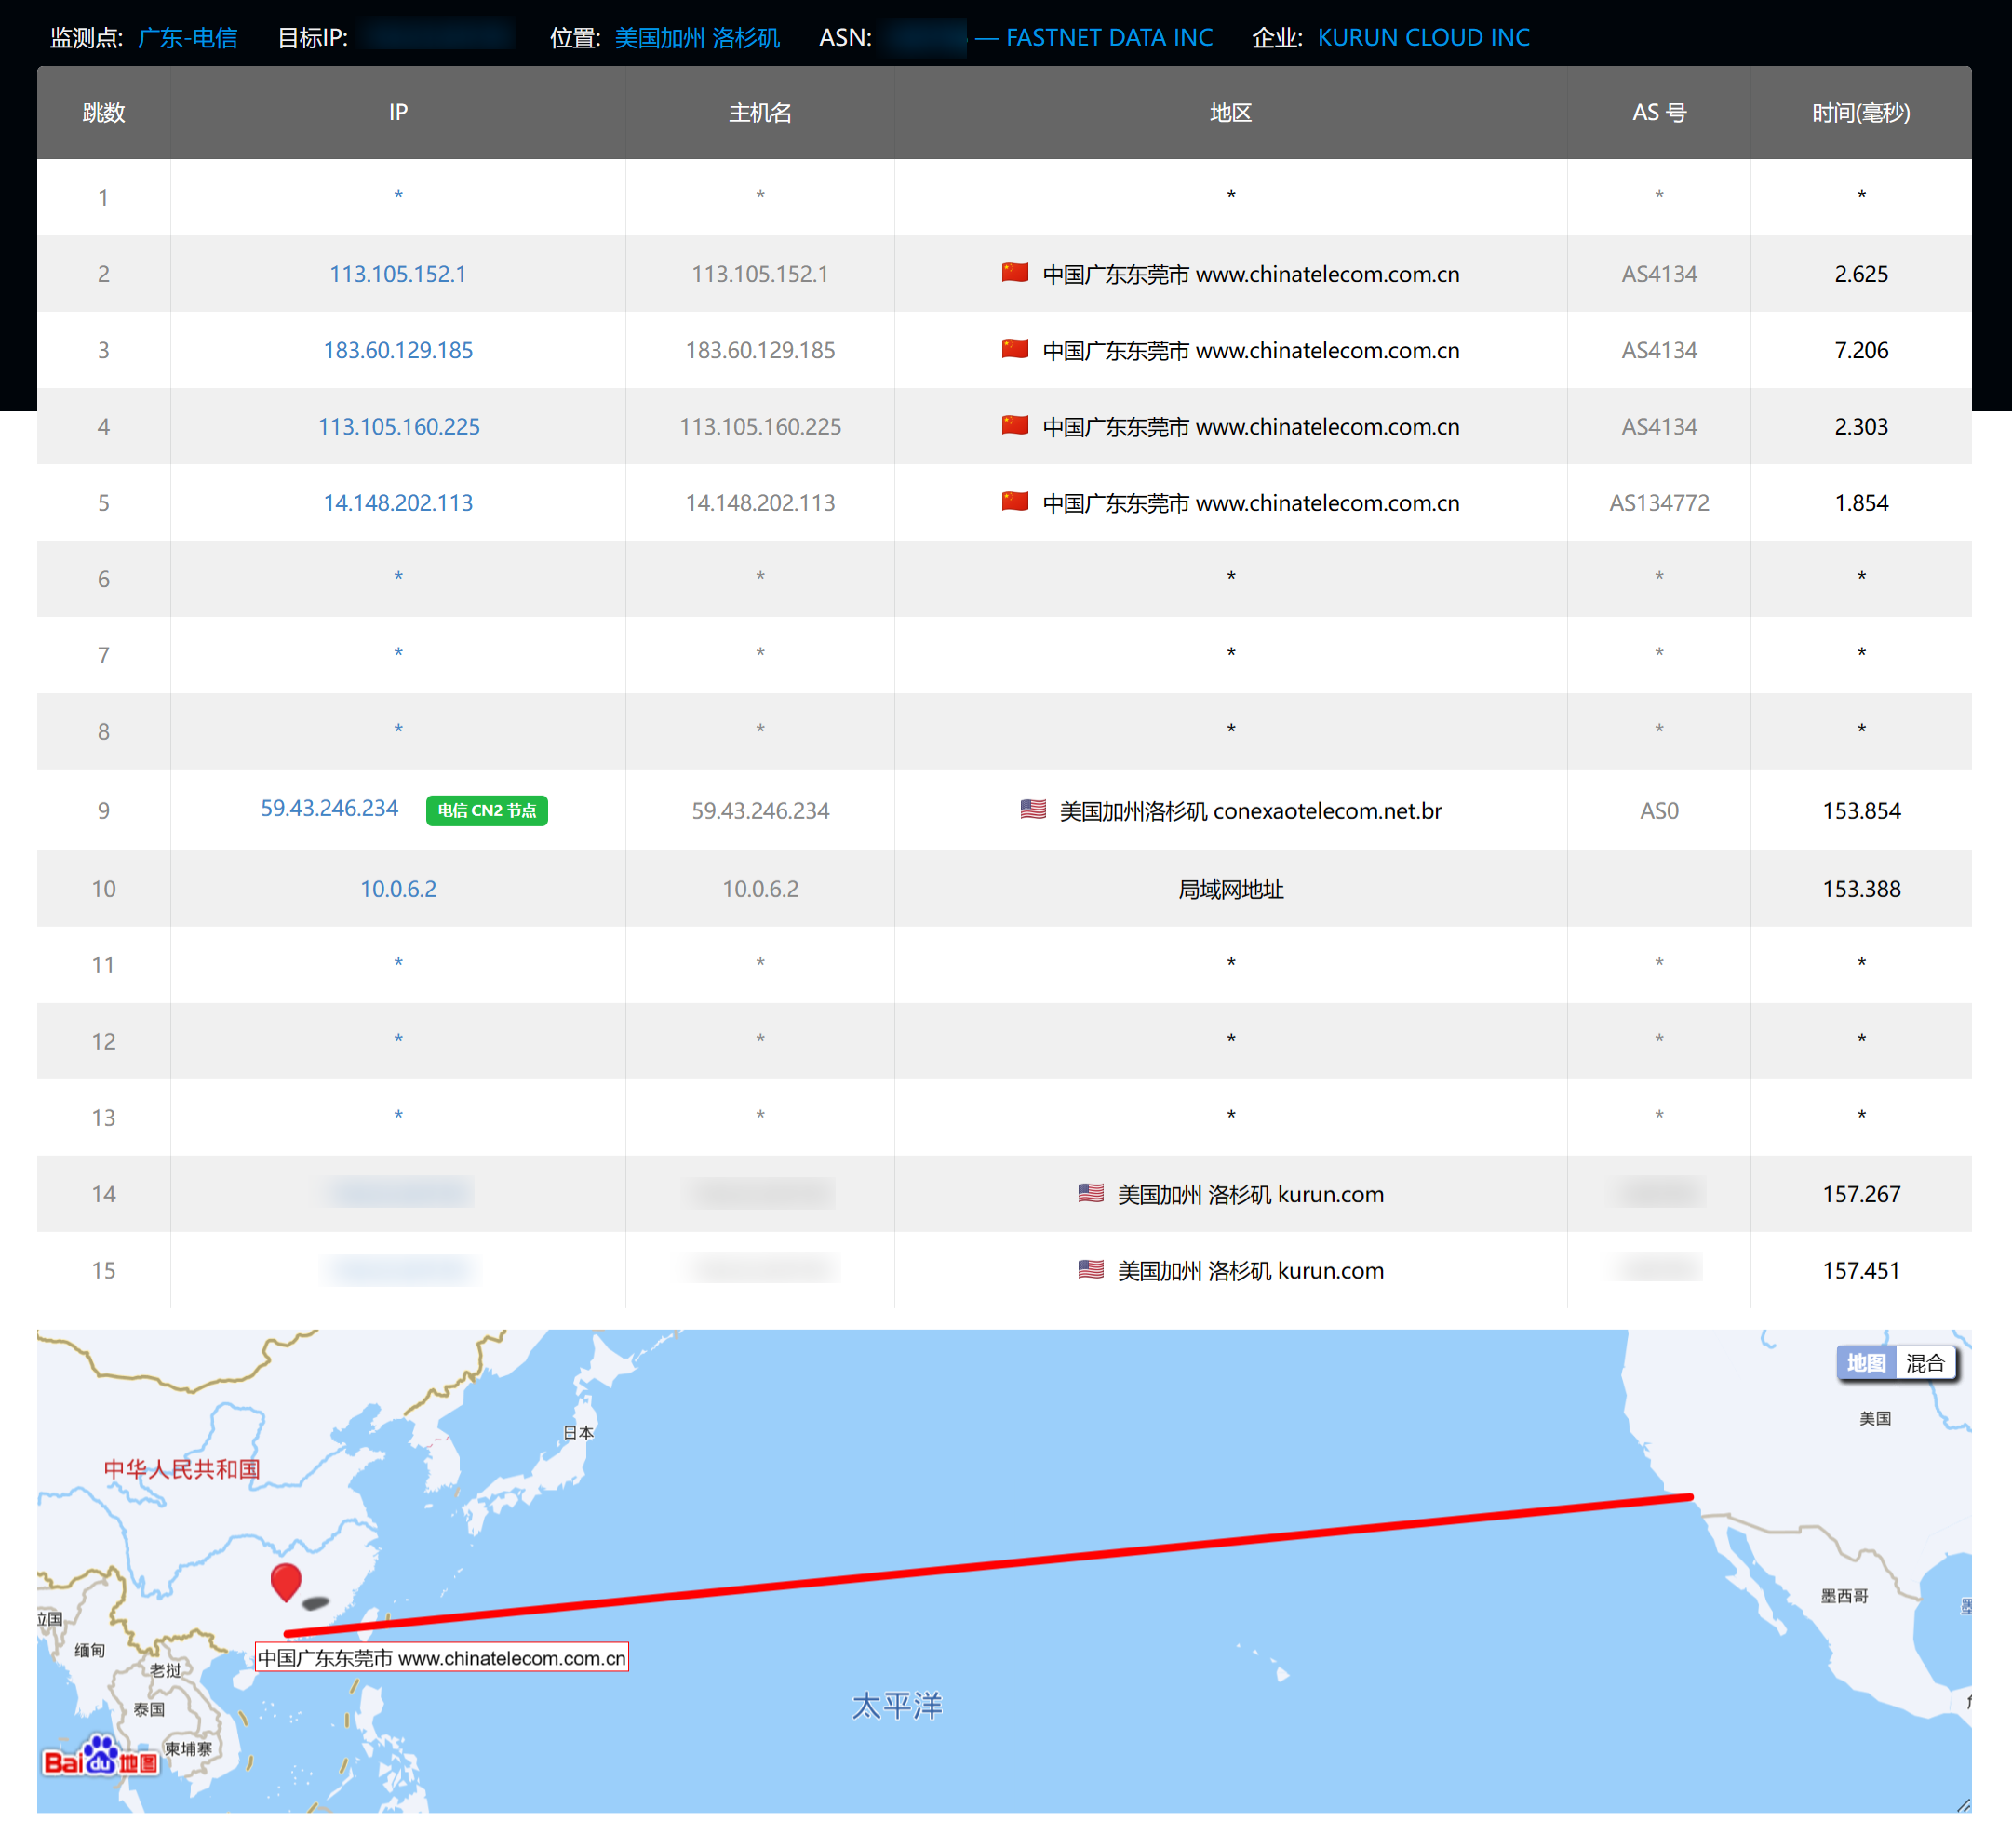 监测点: 广东-电信 目标IP: 位置: 美国加州 洛杉矶 ASN: — FASTNET DATA INC 企业: KURUN CLOUD INC
跳数 IP 主机名 地区 AS 号 时间(毫秒)
1 * * * * *
2 113.105.152.1 113.105.152.1 中国广东东莞市 www.chinatelecom.com.cn AS4134 2.625
3 183.60.129.185 183.60.129.185 中国广东东莞市 www.chinatelecom.com.cn AS4134 7.206
4 113.105.160.225 113.105.160.225 中国广东东莞市 www.chinatelecom.com.cn AS4134 2.303
5 14.148.202.113 14.148.202.113 中国广东东莞市 www.chinatelecom.com.cn AS134772 1.854
6 * * * * *
7 * * * * *
8 * * * * *
9 59.43.246.234 电信 CN2 节点 59.43.246.234 美国加州洛杉矶 conexaotelecom.net.br AS0 153.854
10 10.0.6.2 10.0.6.2 局域网地址 153.388
11 * * * * *
12 * * * * *
13 * * * * *
14 美国加州 洛杉矶 kurun.com 157.267
15 美国加州 洛杉矶 kurun.com 157.451
地图 混合
美国
日本
中华人民共和国
墨西哥
拉国
缅甸
中国广东东莞市 www.chinatelecom.com.cn
老挝
太平洋
泰国
柬埔寨
Bai du 地图